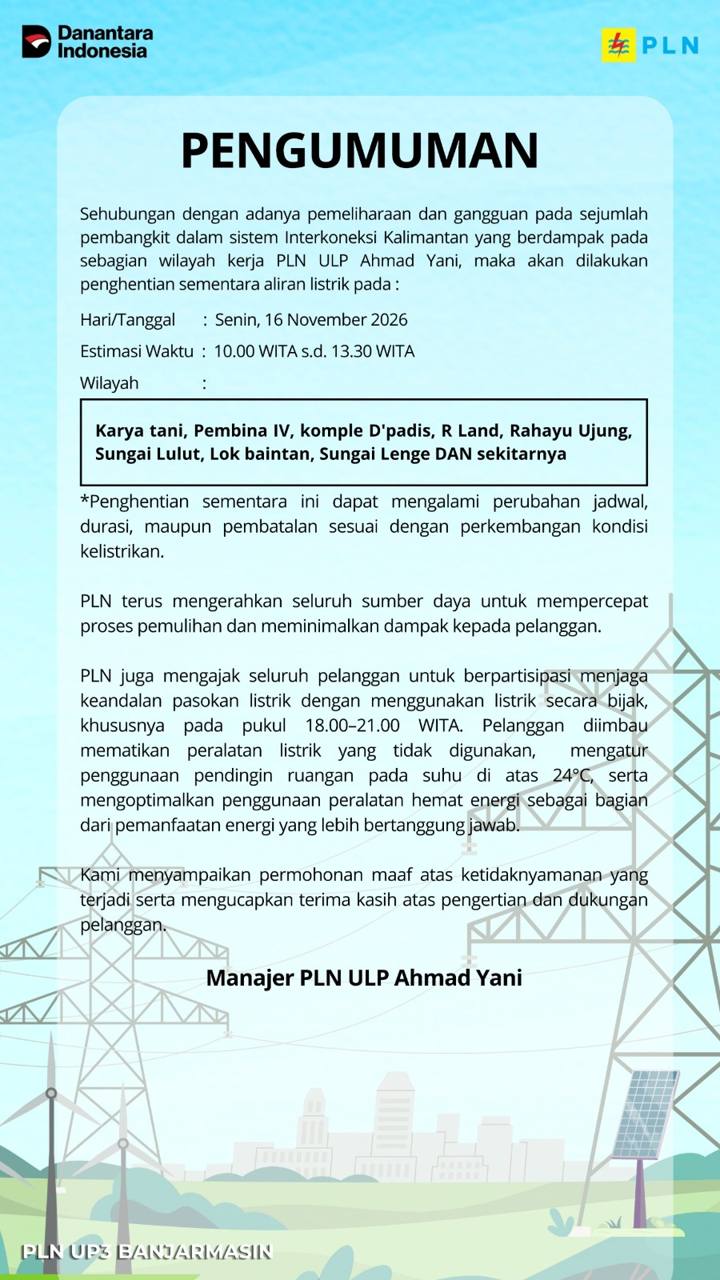 Danantara
Indonesia
PLN
PENGUMUMAN
Sehubungan dengan adanya pemeliharaan dan gangguan pada sejumlah
pembangkit dalam sistem Interkoneksi Kalimantan yang berdampak pada
sebagian wilayah kerja PLN ULP Ahmad Yani, maka akan dilakukan
penghentian sementara aliran listrik pada :
Hari/Tanggal : Senin, 16 November 2026
Estimasi Waktu : 10.00 WITA s.d. 13.30 WITA
Wilayah :
Karya tani, Pembina IV, komple D'padis, R Land, Rahayu Ujung,
Sungai Lulut, Lok baintan, Sungai Lenge DAN sekitarnya
*Penghentian sementara ini dapat mengalami perubahan jadwal,
durasi, maupun pembatalan sesuai dengan perkembangan kondisi
kelistrikan.
PLN terus mengerahkan seluruh sumber daya untuk mempercepat
proses pemulihan dan meminimalkan dampak kepada pelanggan.
PLN juga mengajak seluruh pelanggan untuk berpartisipasi menjaga
keandalan pasokan listrik dengan menggunakan listrik secara bijak,
khususnya pada pukul 18.00–21.00 WITA. Pelanggan diimbau
mematikan peralatan listrik yang tidak digunakan, mengatur
penggunaan pendingin ruangan pada suhu di atas 24°C, serta
mengoptimalkan penggunaan peralatan hemat energi sebagai bagian
dari pemanfaatan energi yang lebih bertanggung jawab.
Kami menyampaikan permohonan maaf atas ketidaknyamanan yang
terjadi serta mengucapkan terima kasih atas pengertian dan dukungan
pelanggan.
Manajer PLN ULP Ahmad Yani
PLN UP3 BANJARMASIN